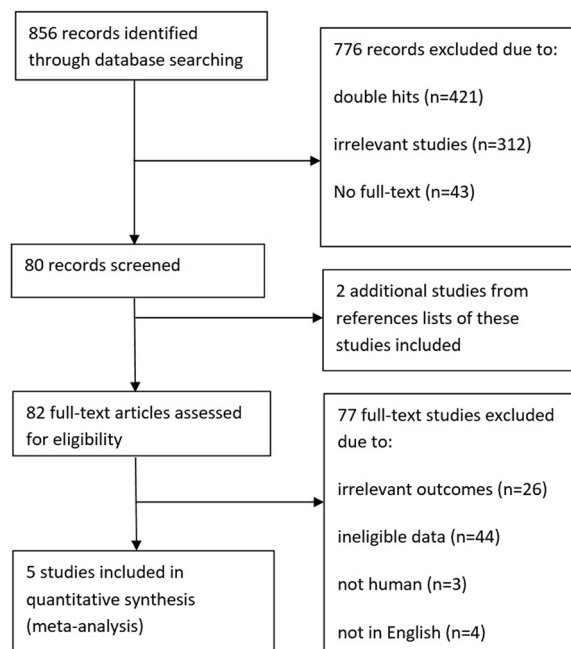 856 records identified
through database searching
776 records excluded due to:
double hits (n=421)
irrelevant studies (n=312)
No full-text (n=43)
80 records screened
2 additional studies from
references lists of these
studies included
82 full-text articles assessed
for eligibility
77 full-text studies excluded
due to:
irrelevant outcomes (n=26)
ineligible data (n=44)
not human (n=3)
not in English (n=4)
5 studies included in
quantitative synthesis
(meta-analysis)